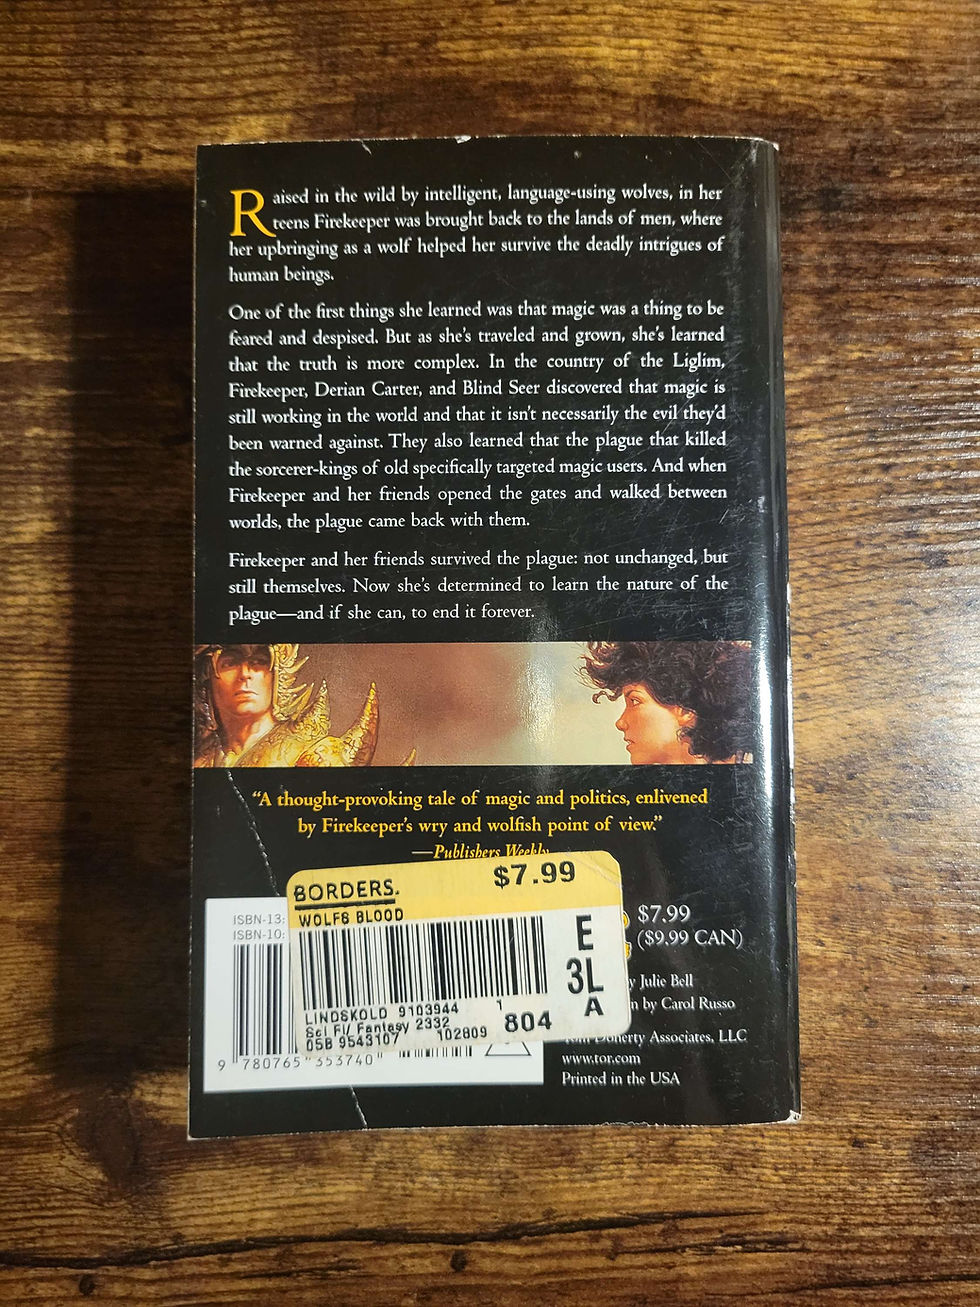 Raised in the wild by intelligent, language-using wolves, in her
teens Firekeeper was brought back to the lands of men, where
her upbringing as a wolf helped her survive the deadly intrigues of
human beings.
One of the first things she learned was that magic was a thing to be
feared and despised. But as she's traveled and grown, she's learned
that the truth is more complex. In the country of the Liglim,
Firekeeper, Derian Carter, and Blind Seer discovered that magic is
still working in the world and that it isn't necessarily the evil they'd
been warned against. They also learned that the plague that killed
the sorcerer-kings of old specifically targeted magic users. And when
Firekeeper and her friends opened the gates and walked between
worlds, the plague came back with them.
Firekeeper and her friends survived the plague: not unchanged, but
still themselves. Now she's determined to learn the nature of the
plague—and if she can, to end it forever.
"A thought-provoking tale of magic and politics, enlivened
by Firekeeper's wry and wolfish point of view."
—Publishers Weekly
BORDERS. $7.99
WOLFS BLOOD
E
3L
A
LINDSKOLD 9103944 1
Sci Fi/ Fantasy 2332
05B 9543107 102809 804
ISBN-13:
ISBN-10:
9 780765 353740
$7.99
($9.99 CAN)
y Julie Bell
n by Carol Russo
Doherty Associates, LLC
www.tor.com
Printed in the USA